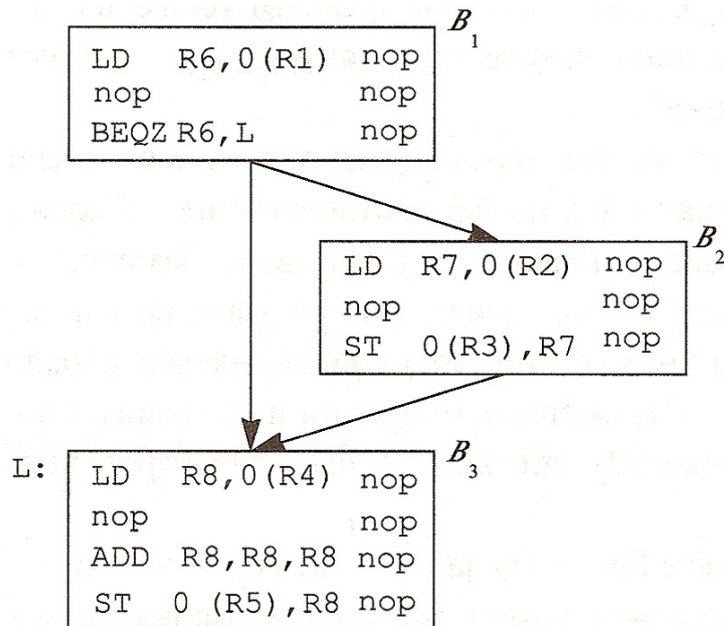 B1
LD R6,0(R1) nop
nop nop
BEQZ R6,L nop
B2
LD R7,0(R2) nop
nop nop
ST 0(R3),R7 nop
B3
L:
LD R8,0(R4) nop
nop nop
ADD R8,R8,R8 nop
ST 0 (R5),R8 nop